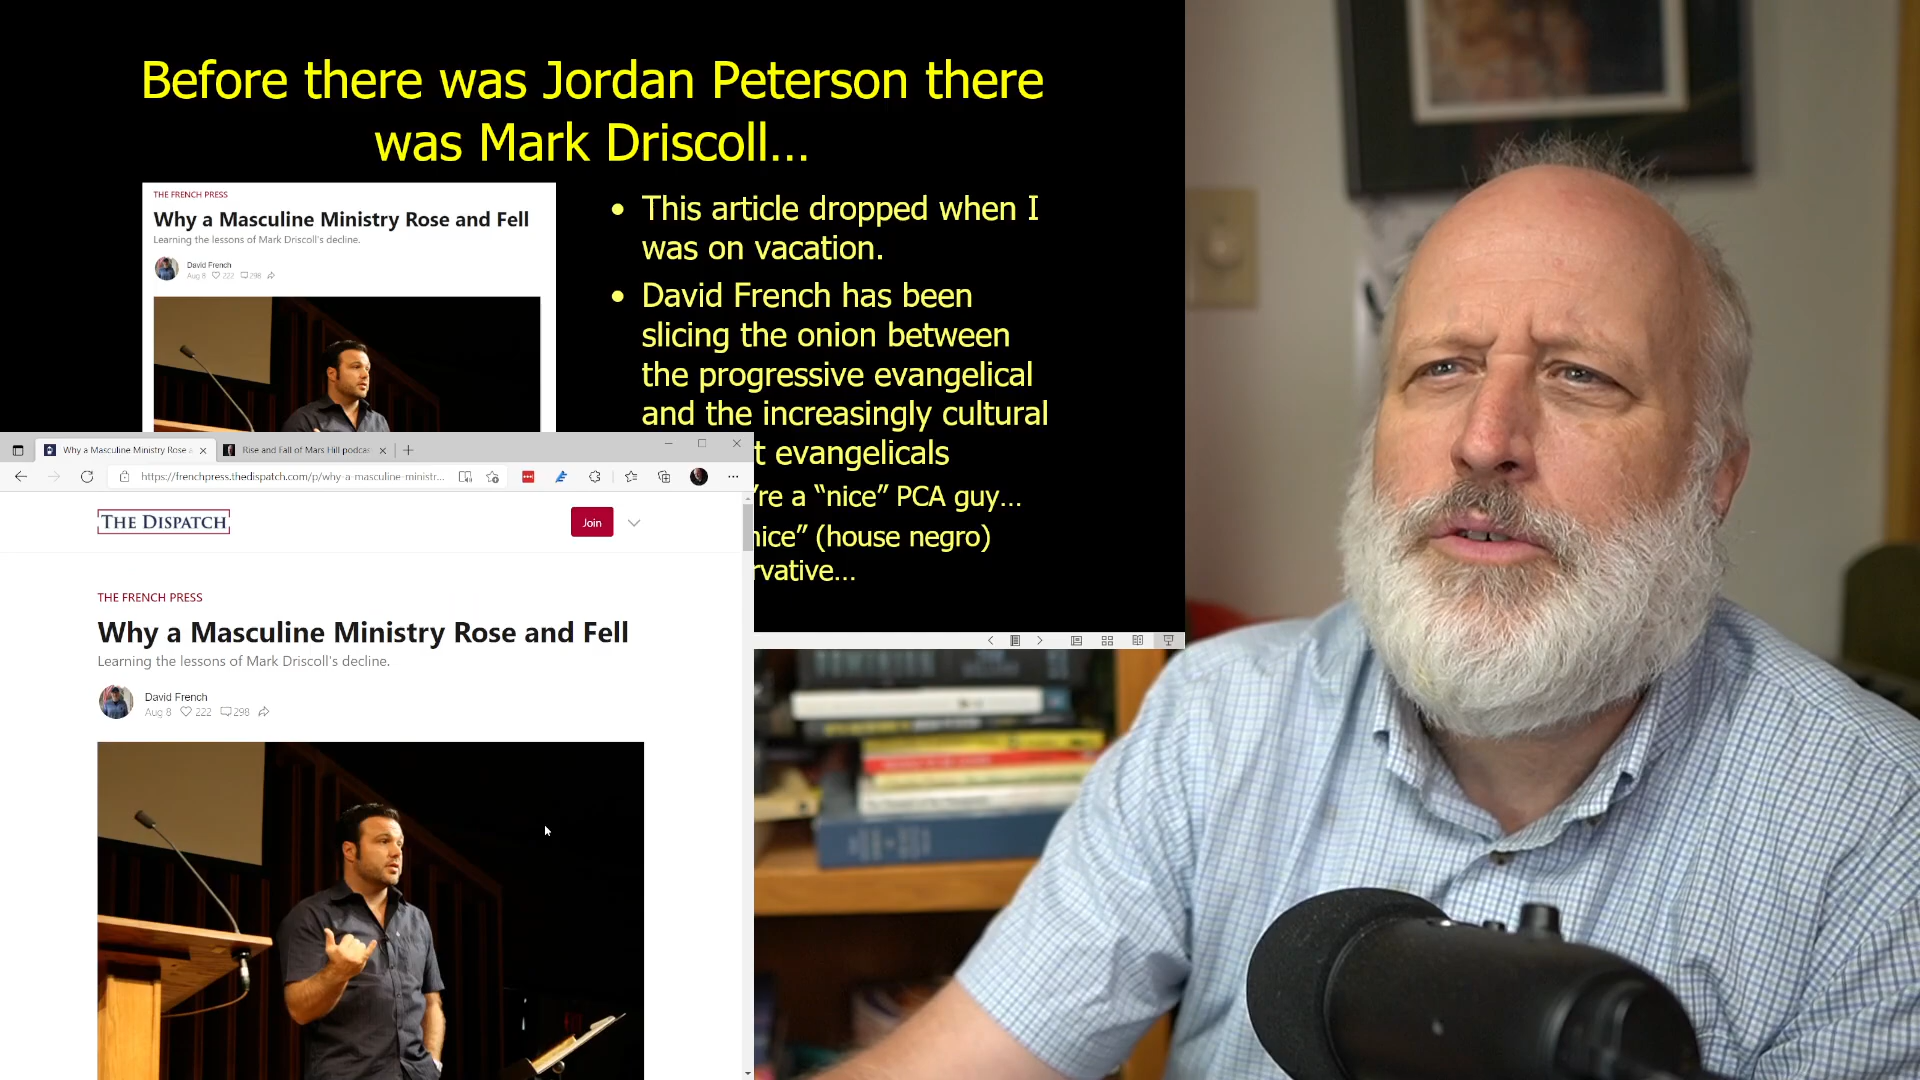 Before there was Jordan Peterson there
was Mark Driscoll...
THE FRENCH PRESS
Why a Masculine Ministry Rose and Fell
Learning the lessons of Mark Driscoll's decline.
David French
Aug 8 222 298
• This article dropped when I
was on vacation.
• David French has been
slicing the onion between
the progressive evangelical
and the increasingly cultural
t evangelicals
're a “nice” PCA guy...
nice” (house negro)
rvative...
Why a Masculine Ministry Rose a
Rise and Fall of Mars Hill podcas
https://frenchpress.thedispatch.com/p/why-a-masculine-ministr...
THE DISPATCH
Join
THE FRENCH PRESS
Why a Masculine Ministry Rose and Fell
Learning the lessons of Mark Driscoll's decline.
David French
Aug 8 222 298